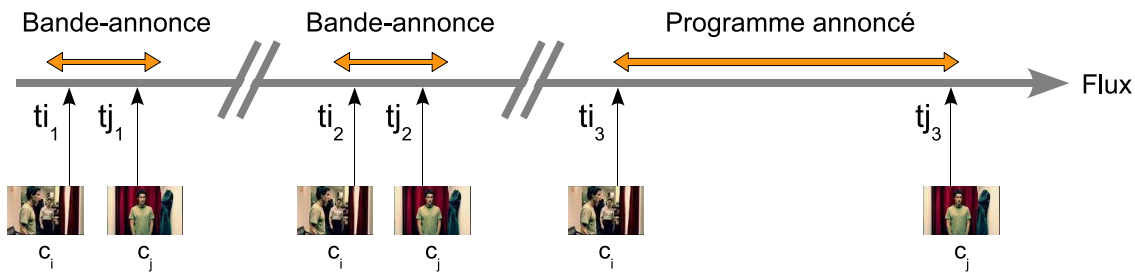 Bande-annonce Bande-annonce Programme annoncé
Flux
ti₁ tj₁ ti₂ tj₂ ti₃ tj₃
cᵢ cⱼ cᵢ cⱼ cᵢ cⱼ